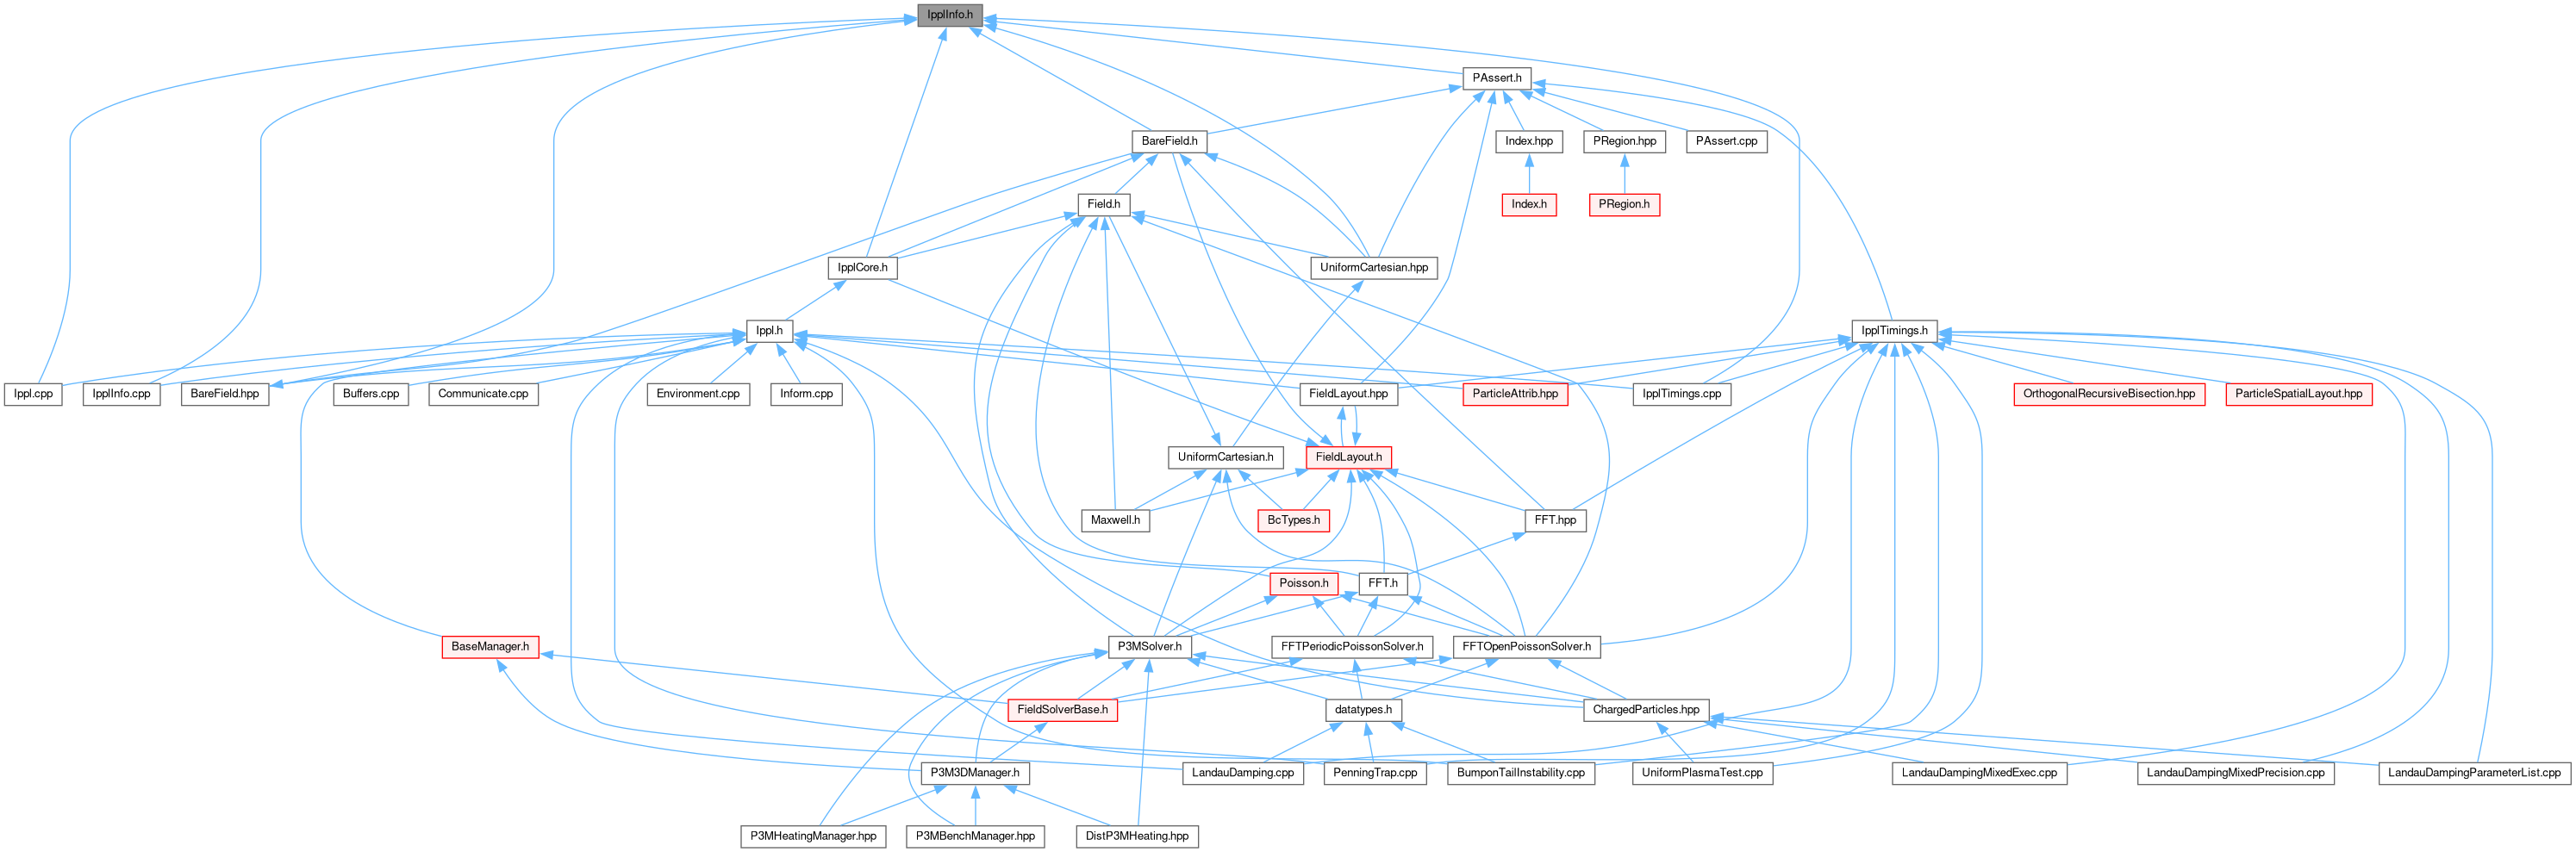 IpplInfo.h
PAssert.h
BareField.h
Index.hpp
PRegion.hpp
PAssert.cpp
Field.h
Index.h
PRegion.h
IpplCore.h
UniformCartesian.hpp
Ippl.h
IpplTimings.h
Ippl.cpp
IpplInfo.cpp
BareField.hpp
Buffers.cpp
Communicate.cpp
Environment.cpp
Inform.cpp
FieldLayout.hpp
ParticleAttrib.hpp
IpplTimings.cpp
OrthogonalRecursiveBisection.hpp
ParticleSpatialLayout.hpp
UniformCartesian.h
FieldLayout.h
Maxwell.h
BcTypes.h
FFT.hpp
Poisson.h
FFT.h
BaseManager.h
P3MSolver.h
FFTPeriodicPoissonSolver.h
FFTOpenPoissonSolver.h
FieldSolverBase.h
datatypes.h
ChargedParticles.hpp
P3M3DManager.h
LandauDamping.cpp
PenningTrap.cpp
BumponTailInstability.cpp
UniformPlasmaTest.cpp
LandauDampingMixedExec.cpp
LandauDampingMixedPrecision.cpp
LandauDampingParameterList.cpp
P3MHeatingManager.hpp
P3MBenchManager.hpp
DistP3MHeating.hpp